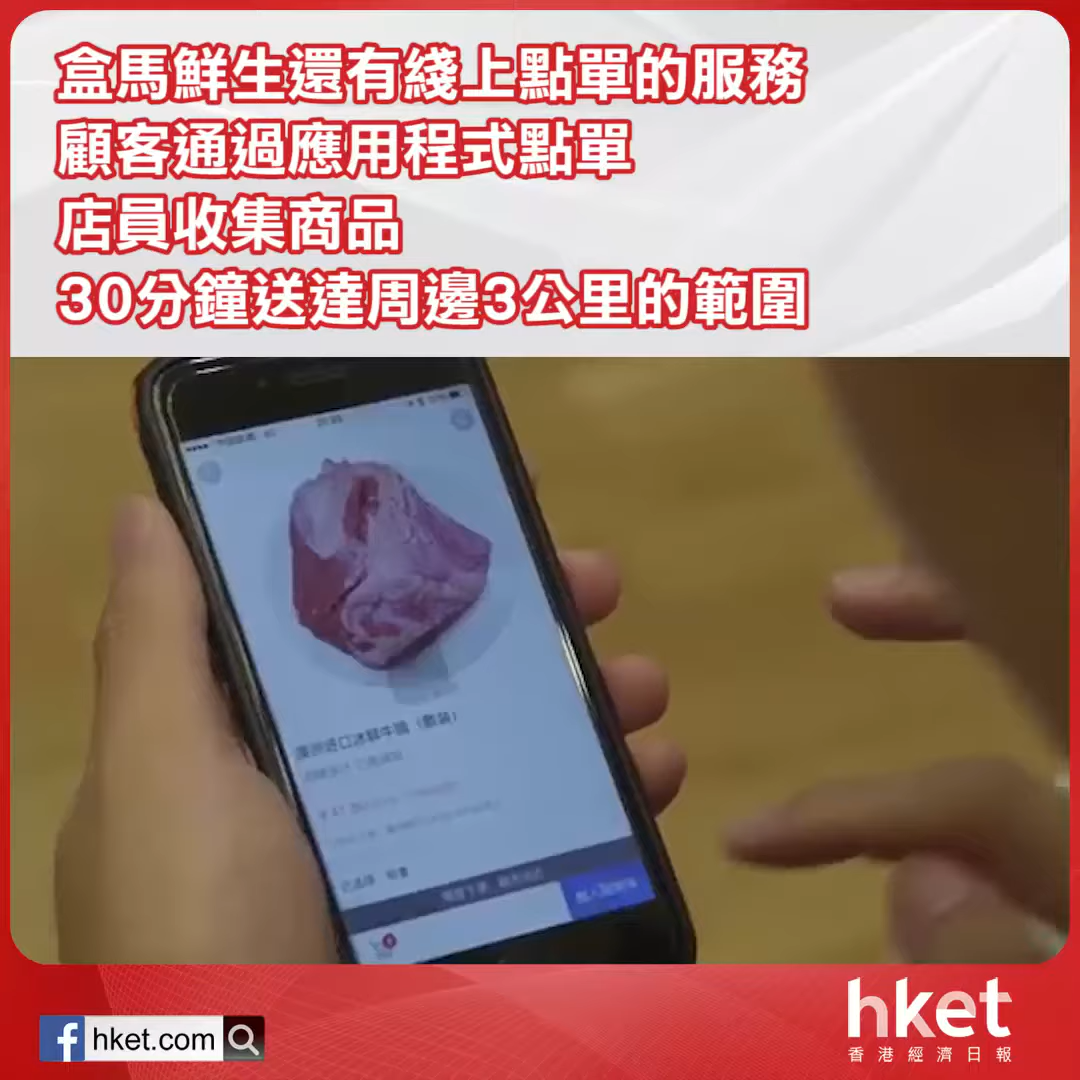 盒馬鮮生還有綫上點單的服務
顧客通過應用程式點單
店員收集商品
30分鐘送達周邊3公里的範圍
f hket.com
hket
香港經濟日報